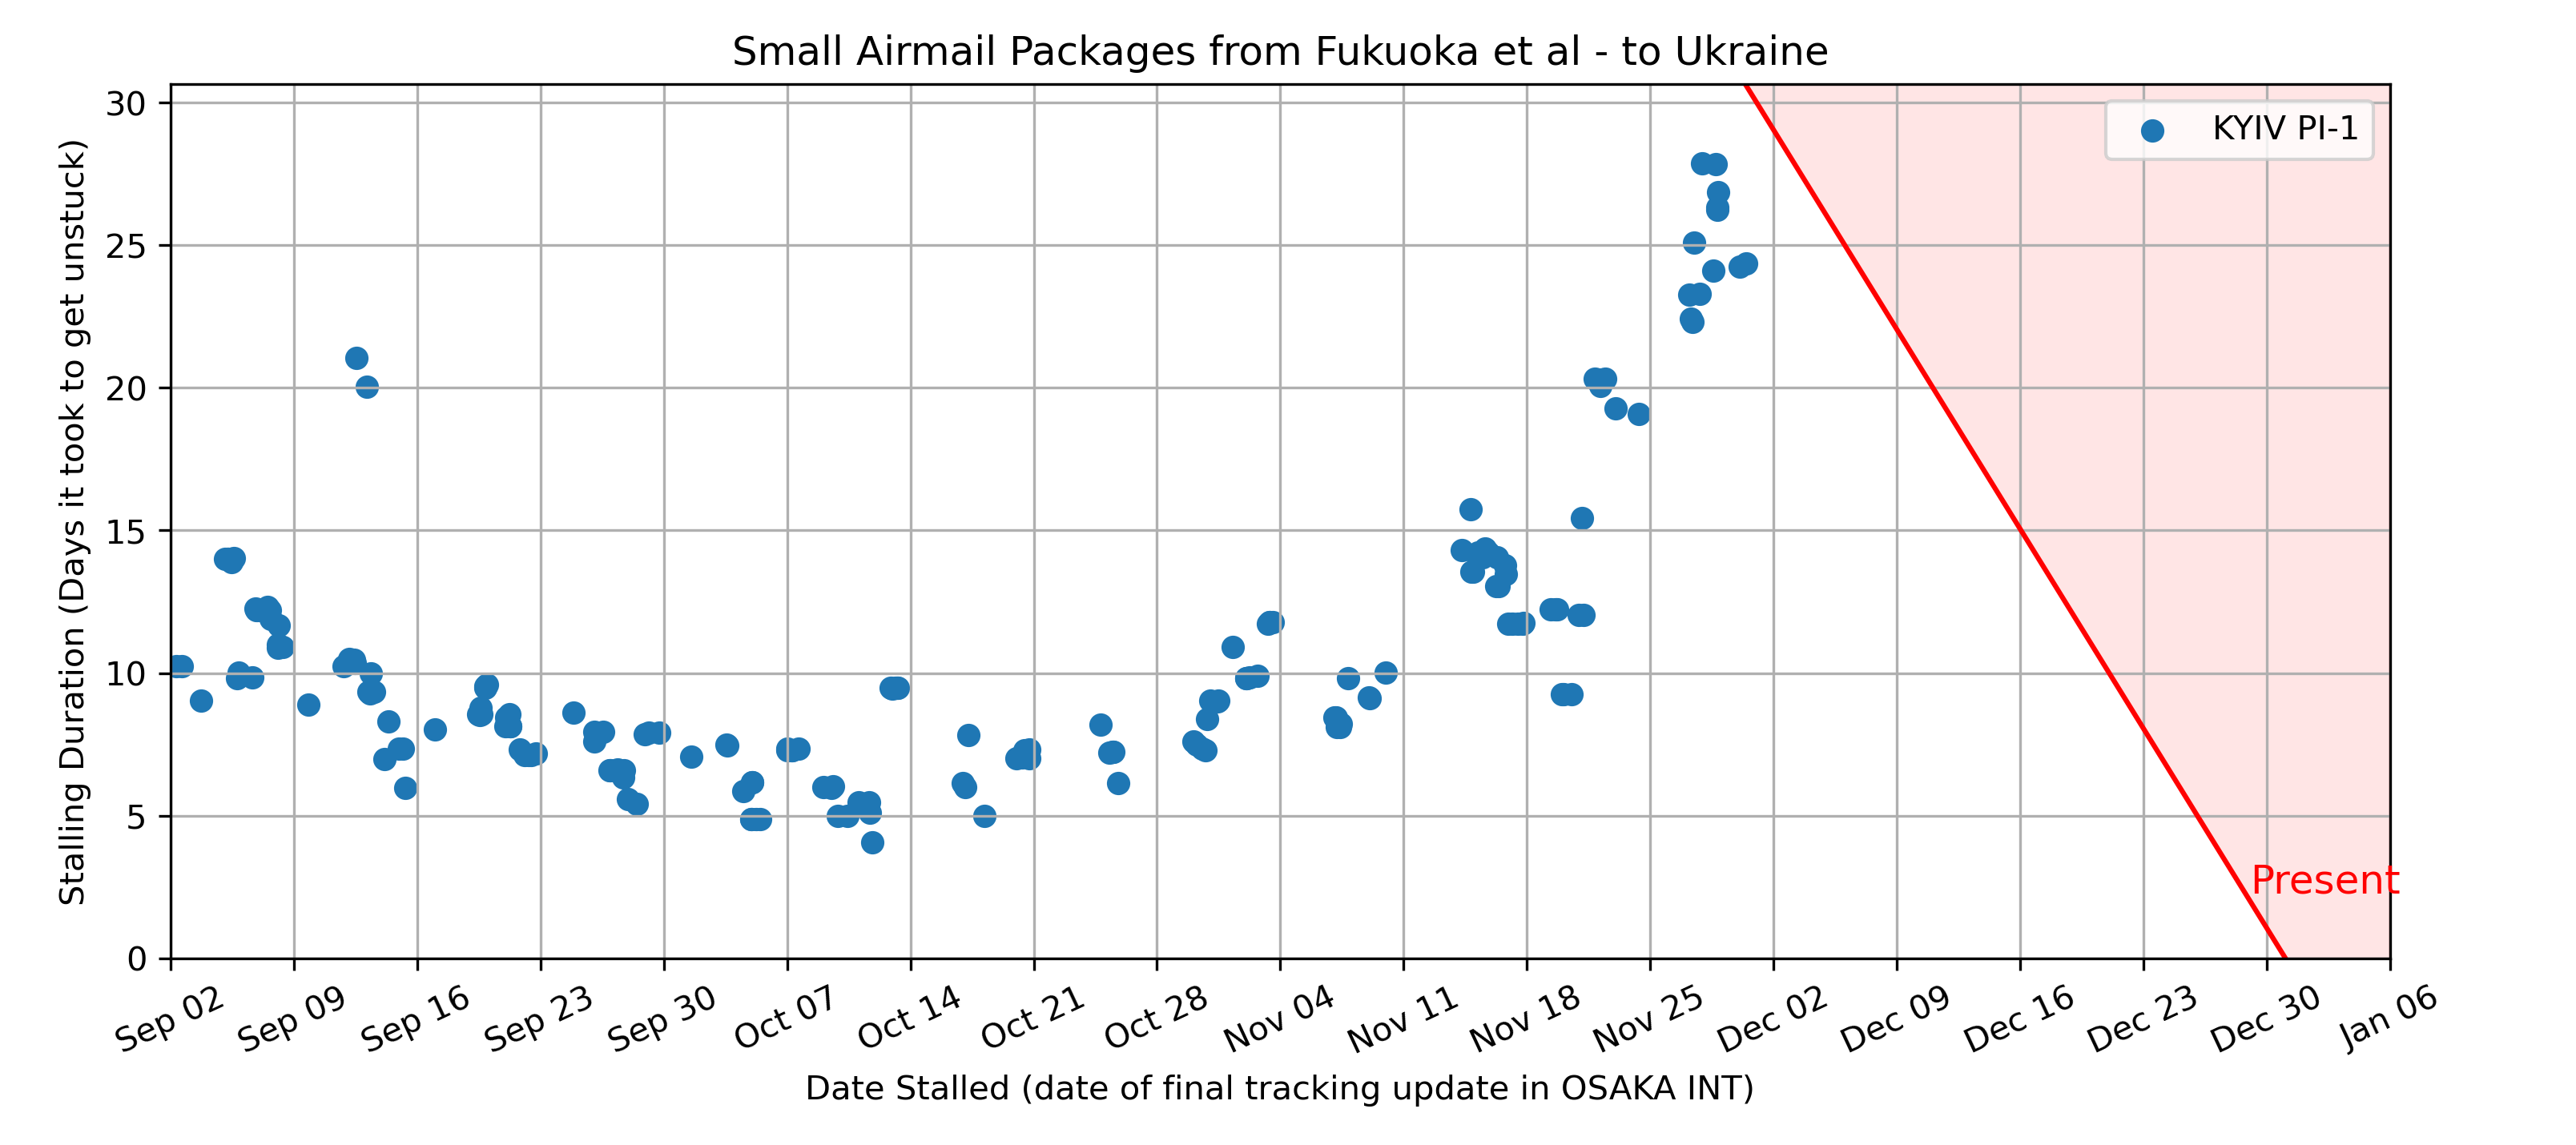 Small Airmail Packages from Fukuoka et al - to Ukraine
Stalling Duration (Days it took to get unstuck)
30
25
20
15
10
5
0
KYIV PI-1
Present
Sep 02
Sep 09
Sep 16
Sep 23
Sep 30
Oct 07
Oct 14
Oct 21
Oct 28
Nov 04
Nov 11
Nov 18
Nov 25
Dec 02
Dec 09
Dec 16
Dec 23
Dec 30
Jan 06
Date Stalled (date of final tracking update in OSAKA INT)